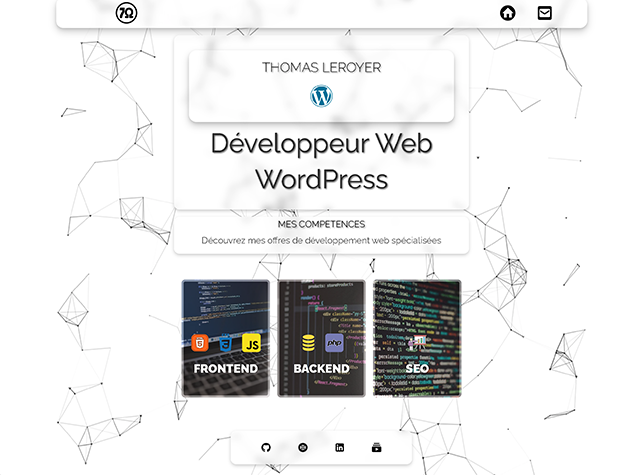 THOMAS LEROYER
Développeur Web
WordPress
MES COMPETENCES
Découvrez mes offres de développement web spécialisées
JS
php
FRONTEND
BACKEND
SEO